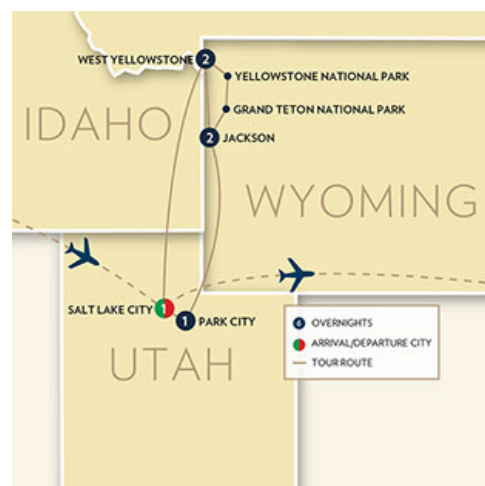 WEST YELLOWSTONE 2
YELLOWSTONE NATIONAL PARK
GRAND TETON NATIONAL PARK
IDAHO
2 JACKSON
WYOMING
SALT LAKE CITY 1
1 PARK CITY
UTAH
6 OVERNIGHTS
ARRIVAL/DEPARTURE CITY
TOUR ROUTE